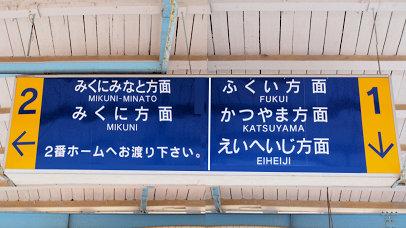 2
みくにみなと方面
MIKUNI-MINATO
みくに方面
MIKUNI
2番ホームへお渡り下さい。
←
ふくい方面
FUKUI
かつやま方面
KATSUYAMA
えいへいじ方面
EIHEIJI
1
↓